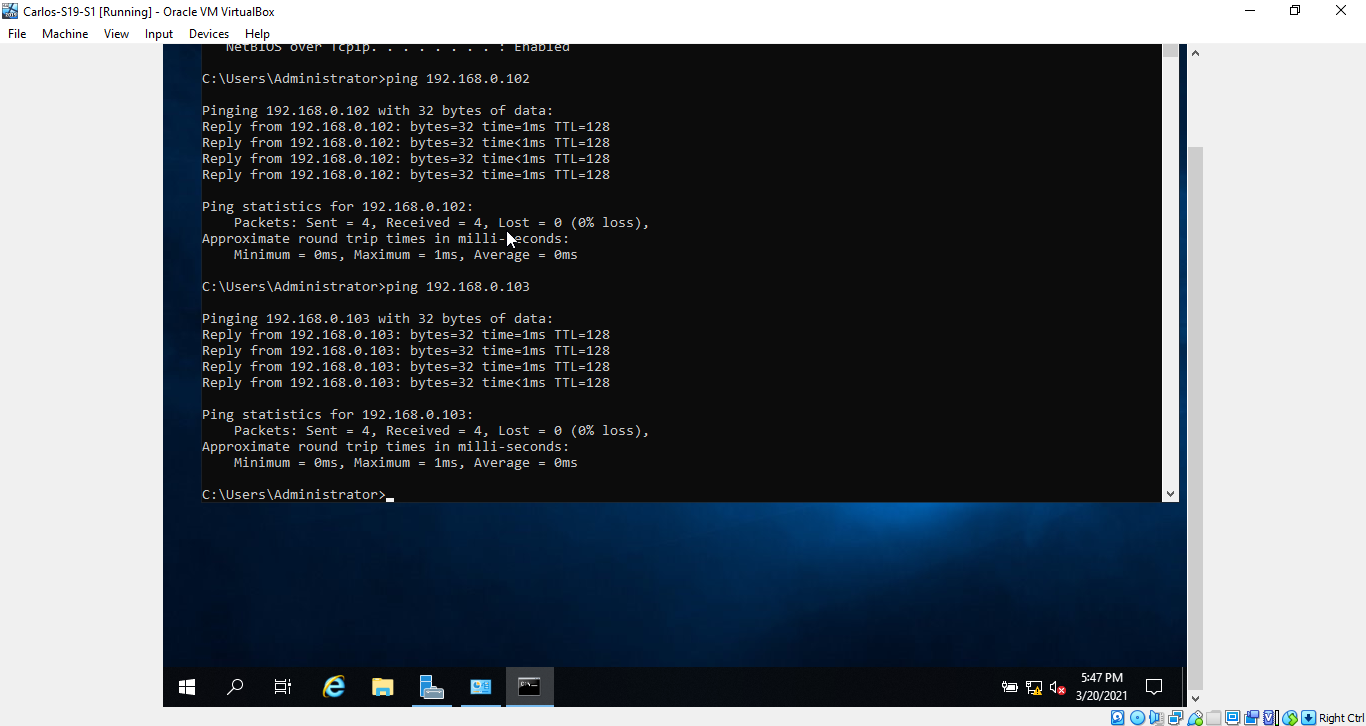 Carlos-S19-S1 [Running] - Oracle VM VirtualBox
File Machine View Input Devices Help
NetBIOS over Tcpip. . . . . . . . : Enabled
C:\Users\Administrator>ping 192.168.0.102
Pinging 192.168.0.102 with 32 bytes of data:
Reply from 192.168.0.102: bytes=32 time=1ms TTL=128
Reply from 192.168.0.102: bytes=32 time<1ms TTL=128
Reply from 192.168.0.102: bytes=32 time<1ms TTL=128
Reply from 192.168.0.102: bytes=32 time=1ms TTL=128
Ping statistics for 192.168.0.102:
Packets: Sent = 4, Received = 4, Lost = 0 (0% loss),
Approximate round trip times in milli-seconds:
Minimum = 0ms, Maximum = 1ms, Average = 0ms
C:\Users\Administrator>ping 192.168.0.103
Pinging 192.168.0.103 with 32 bytes of data:
Reply from 192.168.0.103: bytes=32 time=1ms TTL=128
Reply from 192.168.0.103: bytes=32 time=1ms TTL=128
Reply from 192.168.0.103: bytes=32 time=1ms TTL=128
Reply from 192.168.0.103: bytes=32 time<1ms TTL=128
Ping statistics for 192.168.0.103:
Packets: Sent = 4, Received = 4, Lost = 0 (0% loss),
Approximate round trip times in milli-seconds:
Minimum = 0ms, Maximum = 1ms, Average = 0ms
C:\Users\Administrator>
5:47 PM
3/20/2021
Right Ctrl